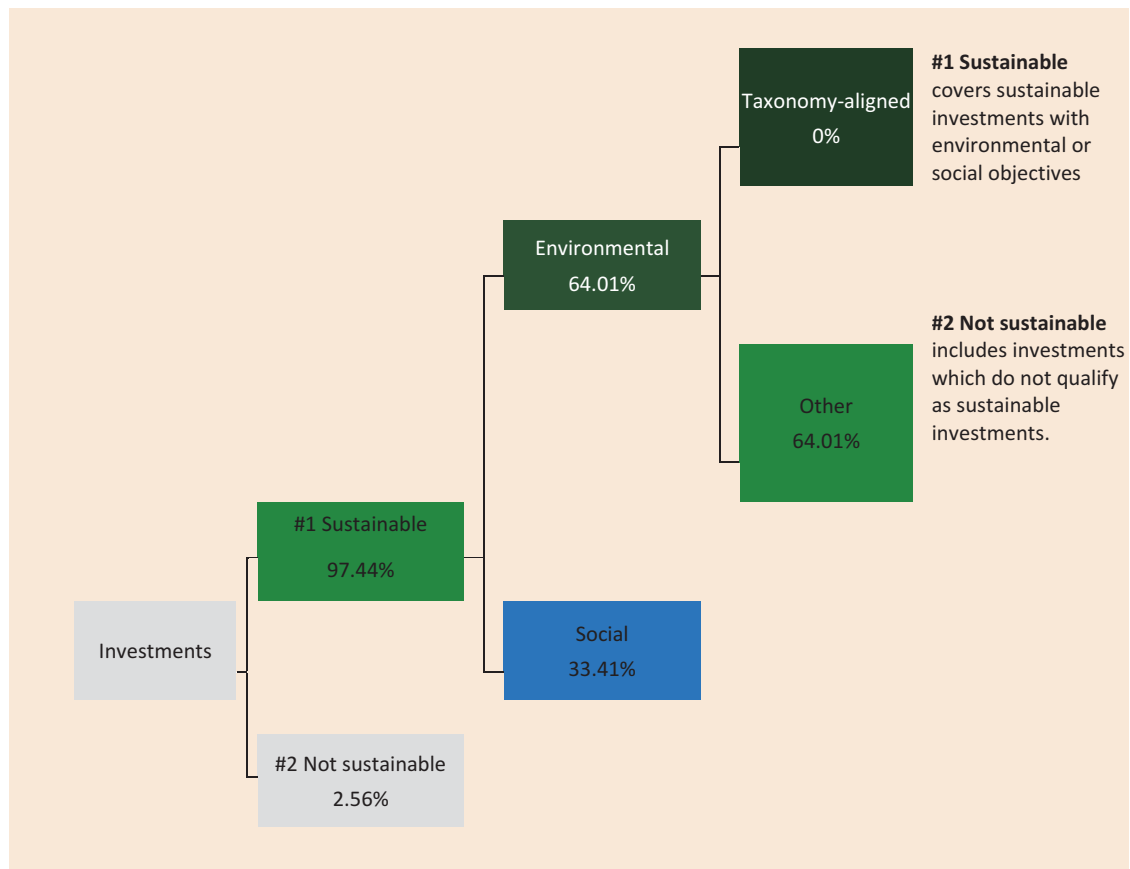 Taxonomy-aligned
0%
#1 Sustainable
covers sustainable
investments with
environmental or
social objectives
Environmental
64.01%
#2 Not sustainable
includes investments
which do not qualify
as sustainable
investments.
Other
64.01%
#1 Sustainable
97.44%
Investments
Social
33.41%
#2 Not sustainable
2.56%